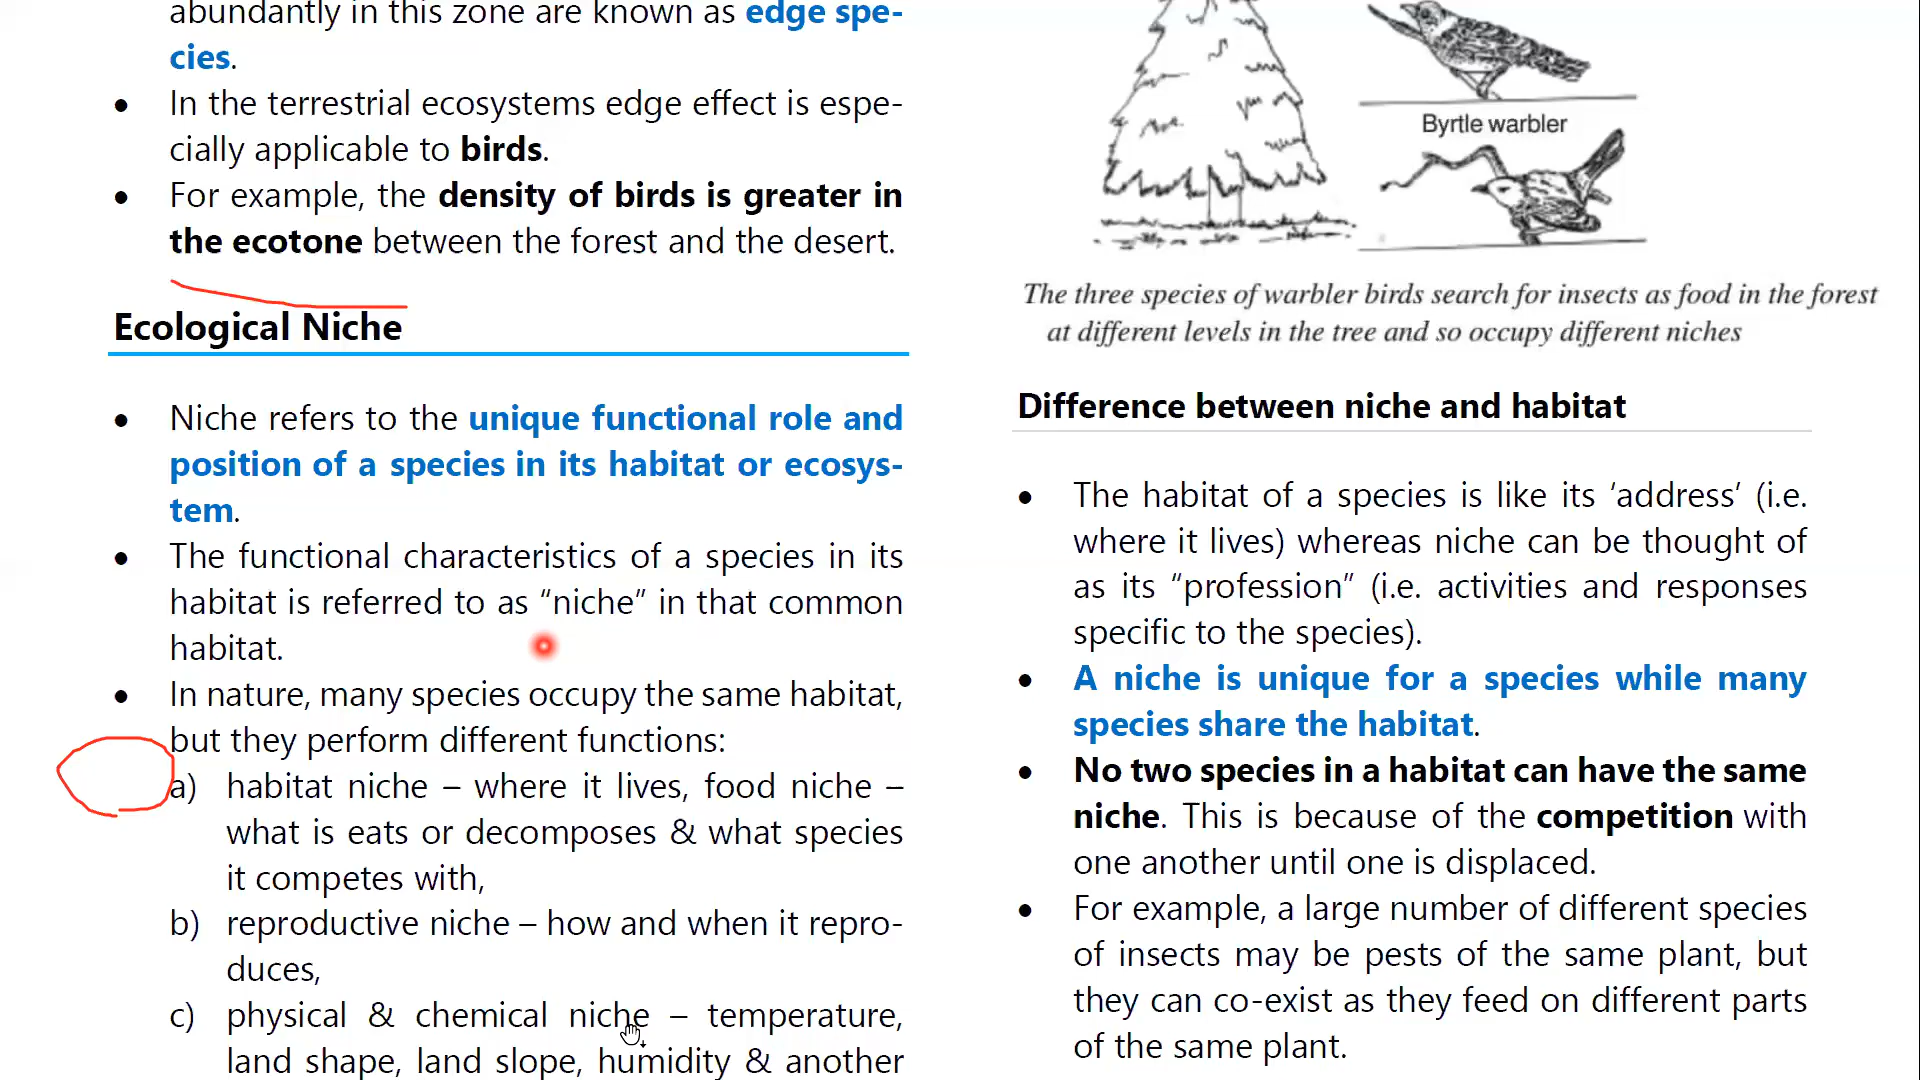 abundantly in this zone are known as edge spe-
cies.
• In the terrestrial ecosystems edge effect is espe-
cially applicable to birds.
• For example, the density of birds is greater in
the ecotone between the forest and the desert.
Ecological Niche
• Niche refers to the unique functional role and
position of a species in its habitat or ecosys-
tem.
• The functional characteristics of a species in its
habitat is referred to as “niche” in that common
habitat.
• In nature, many species occupy the same habitat,
but they perform different functions:
a) habitat niche – where it lives, food niche –
what is eats or decomposes & what species
it competes with,
b) reproductive niche – how and when it repro-
duces,
c) physical & chemical niche – temperature,
land shape, land slope, humidity & another
Byrtle warbler
The three species of warbler birds search for insects as food in the forest
at different levels in the tree and so occupy different niches
Difference between niche and habitat
• The habitat of a species is like its ‘address’ (i.e.
where it lives) whereas niche can be thought of
as its “profession” (i.e. activities and responses
specific to the species).
• A niche is unique for a species while many
species share the habitat.
• No two species in a habitat can have the same
niche. This is because of the competition with
one another until one is displaced.
• For example, a large number of different species
of insects may be pests of the same plant, but
they can co-exist as they feed on different parts
of the same plant.